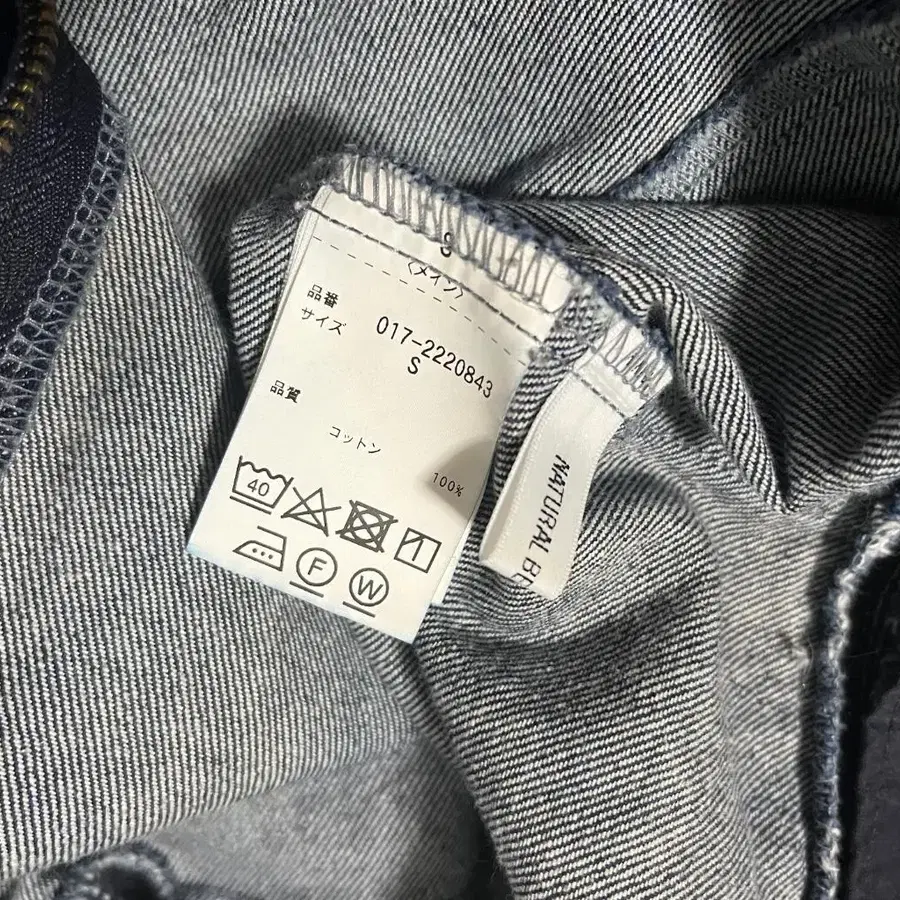 S
〈メイン〉
品番
017-2220843
サイズ
S
品質
コットン
100%
40
F
W
NATURAL